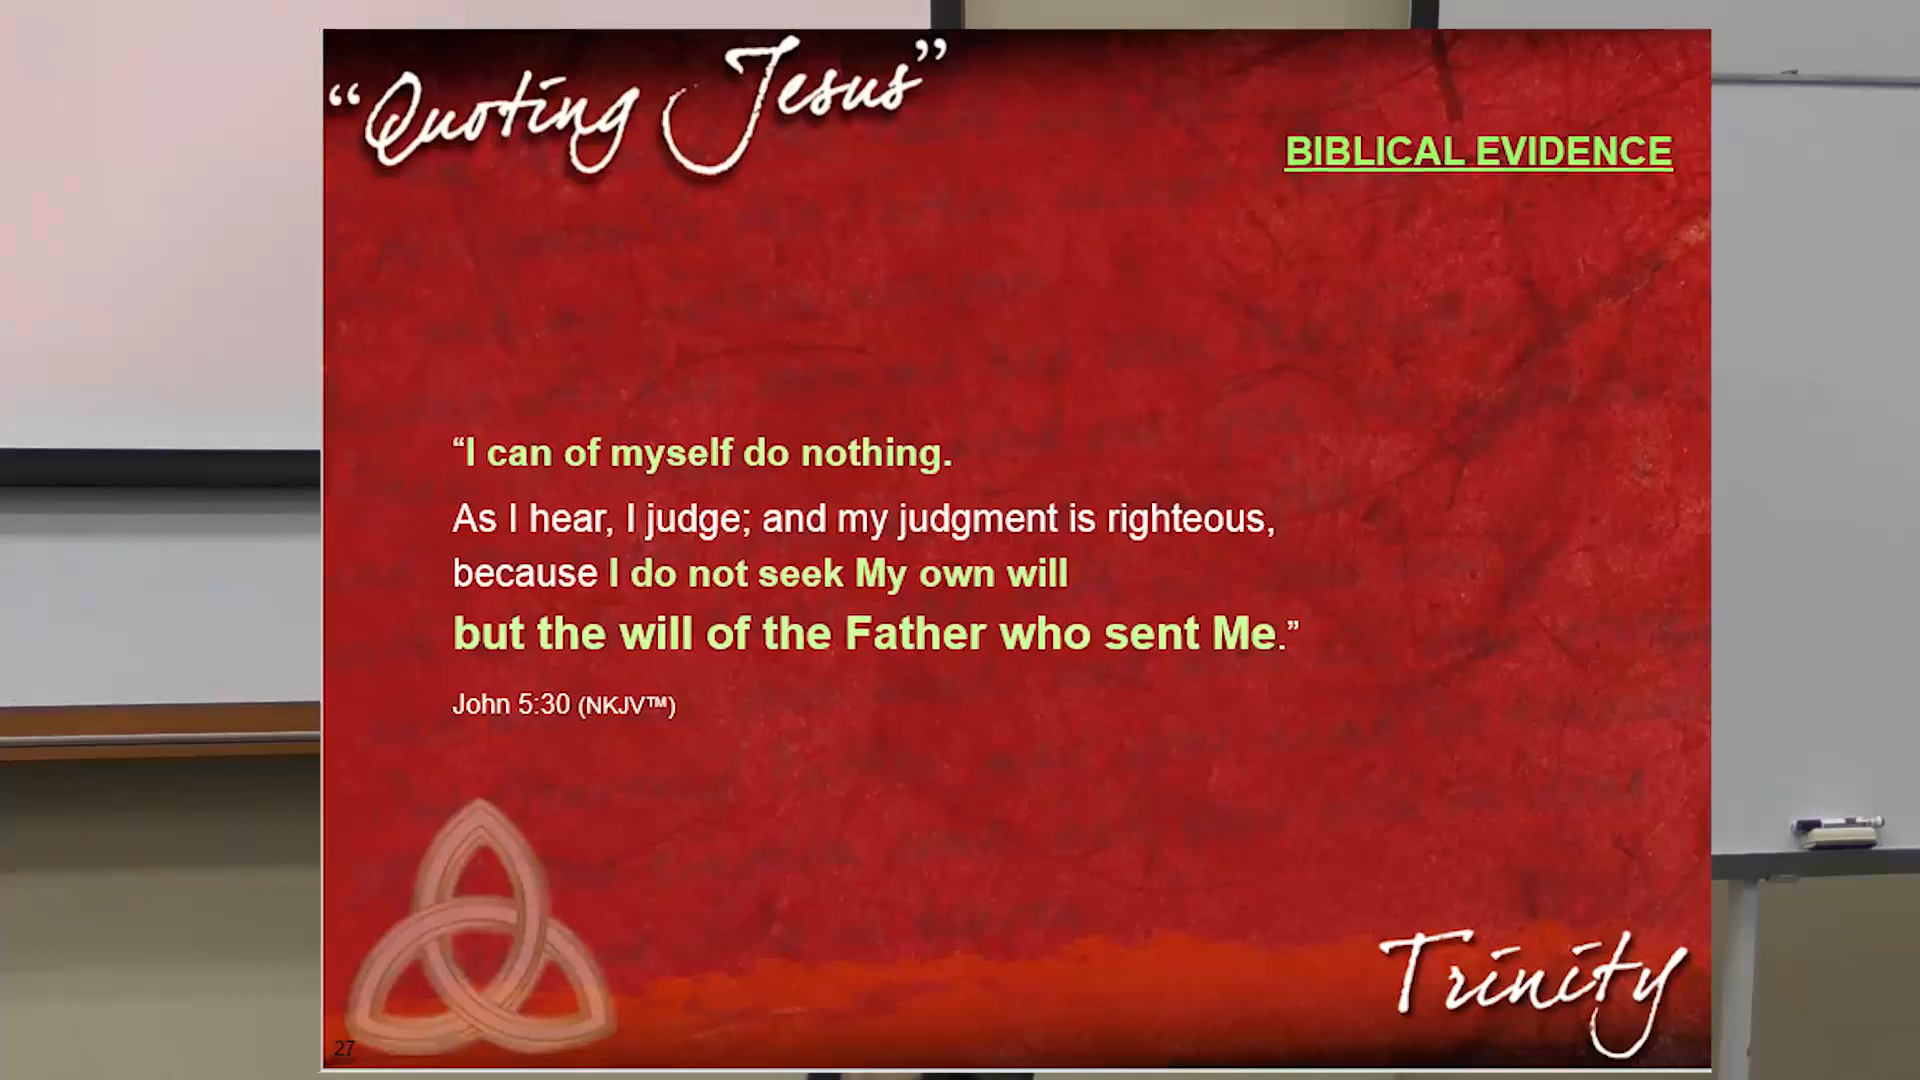 “Quoting Jesus”
BIBLICAL EVIDENCE
“I can of myself do nothing.
As I hear, I judge; and my judgment is righteous,
because I do not seek My own will
but the will of the Father who sent Me.”
John 5:30 (NKJV™)
Trinity
27